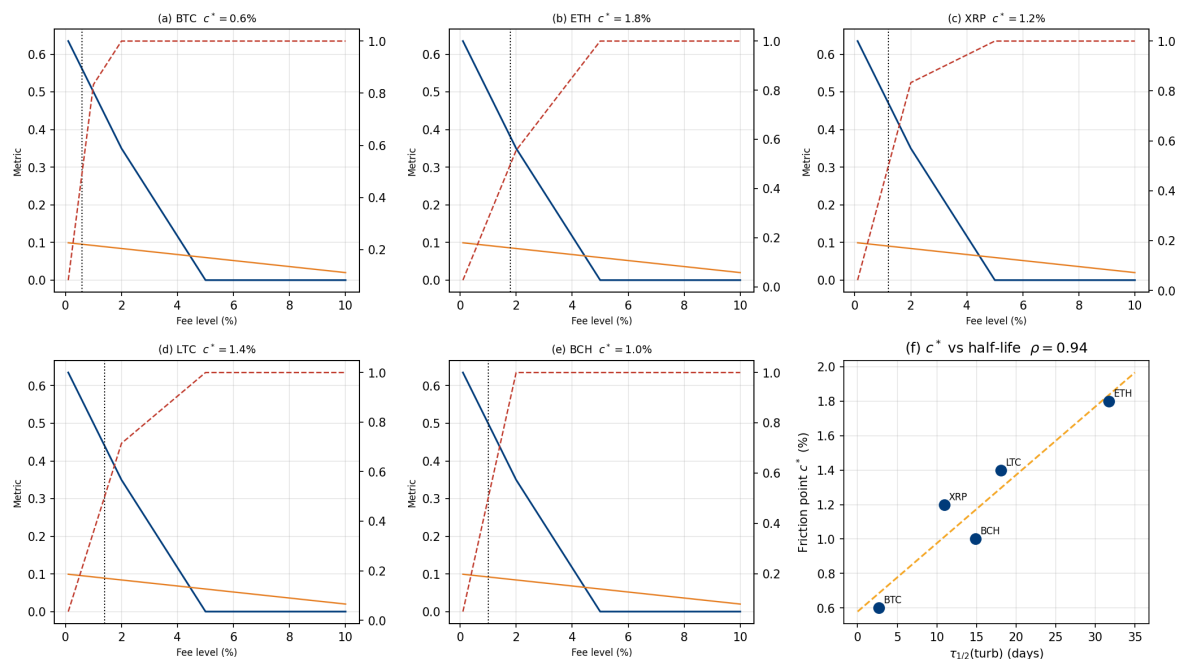 (a) BTC c* = 0.6%
Metric
0.6
0.5
0.4
0.3
0.2
0.1
0.0
1.0
0.8
0.6
0.4
0.2
0 2 4 6 8 10
Fee level (%)
(b) ETH c* = 1.8%
Metric
0.6
0.5
0.4
0.3
0.2
0.1
0.0
1.0
0.8
0.6
0.4
0.2
0.0
0 2 4 6 8 10
Fee level (%)
(c) XRP c* = 1.2%
Metric
0.6
0.5
0.4
0.3
0.2
0.1
0.0
1.0
0.8
0.6
0.4
0.2
0.0
0 2 4 6 8 10
Fee level (%)
(d) LTC c* = 1.4%
Metric
0.6
0.5
0.4
0.3
0.2
0.1
0.0
1.0
0.8
0.6
0.4
0.2
0.0
0 2 4 6 8 10
Fee level (%)
(e) BCH c* = 1.0%
Metric
0.6
0.5
0.4
0.3
0.2
0.1
0.0
1.0
0.8
0.6
0.4
0.2
0 2 4 6 8 10
Fee level (%)
(f) c* vs half-life ρ = 0.94
Friction point c* (%)
2.0
1.8
1.6
1.4
1.2
1.0
0.8
0.6
ETH
LTC
XRP
BCH
BTC
0 5 10 15 20 25 30 35
τ1/2(turb) (days)